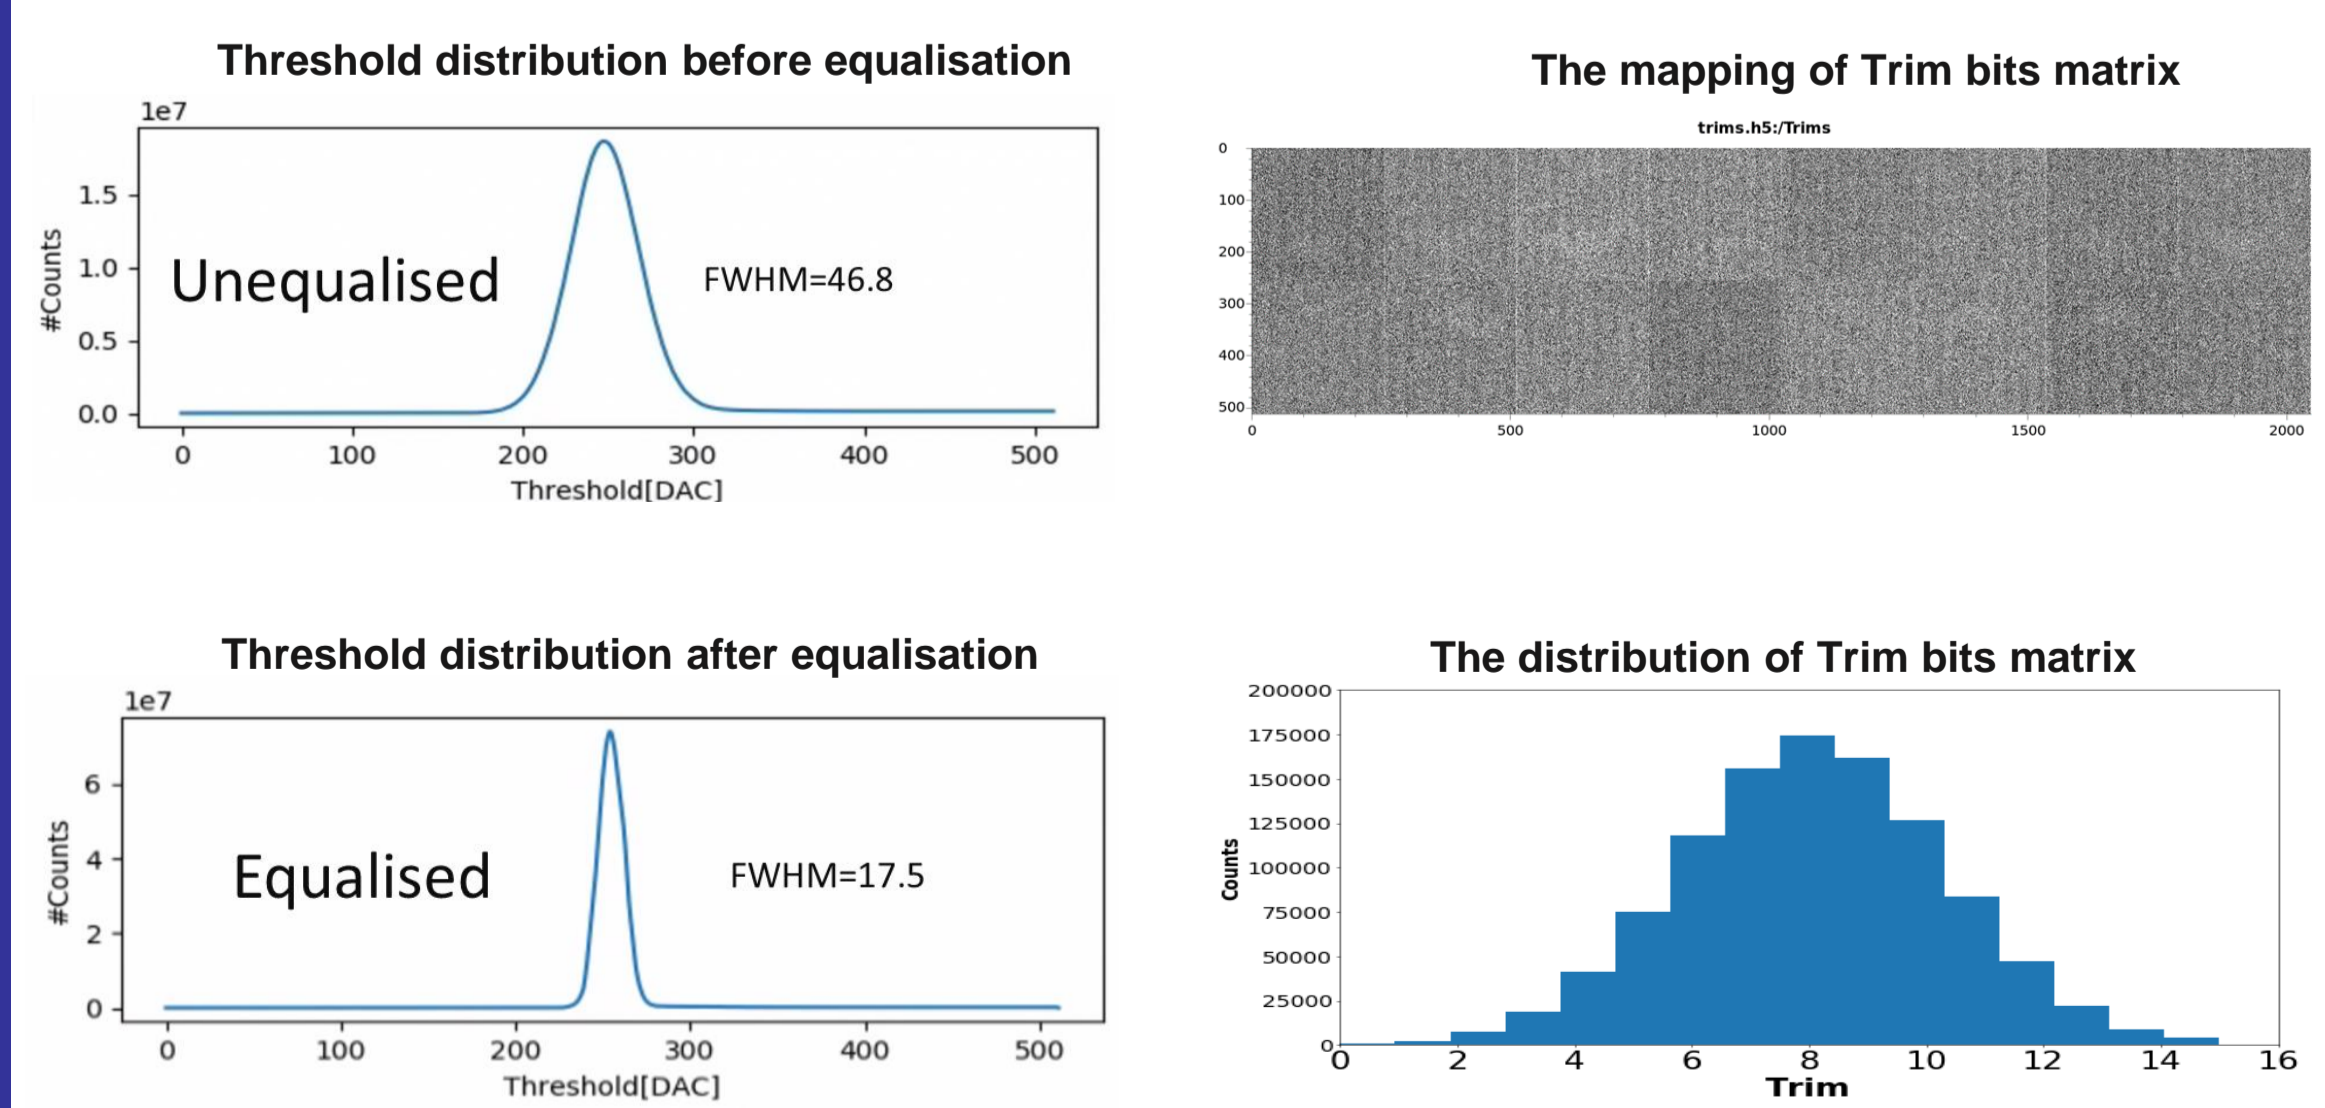 Threshold distribution before equalisation
1e7
1.5
1.0
0.5
0.0
#Counts
Unequalised
FWHM=46.8
0 100 200 300 400 500
Threshold[DAC]
The mapping of Trim bits matrix
trims.h5:/Trims
0
100
200
300
400
500
0 500 1000 1500 2000
Threshold distribution after equalisation
1e7
6
4
2
0
#Counts
Equalised
FWHM=17.5
0 100 200 300 400 500
Threshold[DAC]
The distribution of Trim bits matrix
200000
175000
150000
125000
100000
75000
50000
25000
0
Counts
0 2 4 6 8 10 12 14 16
Trim